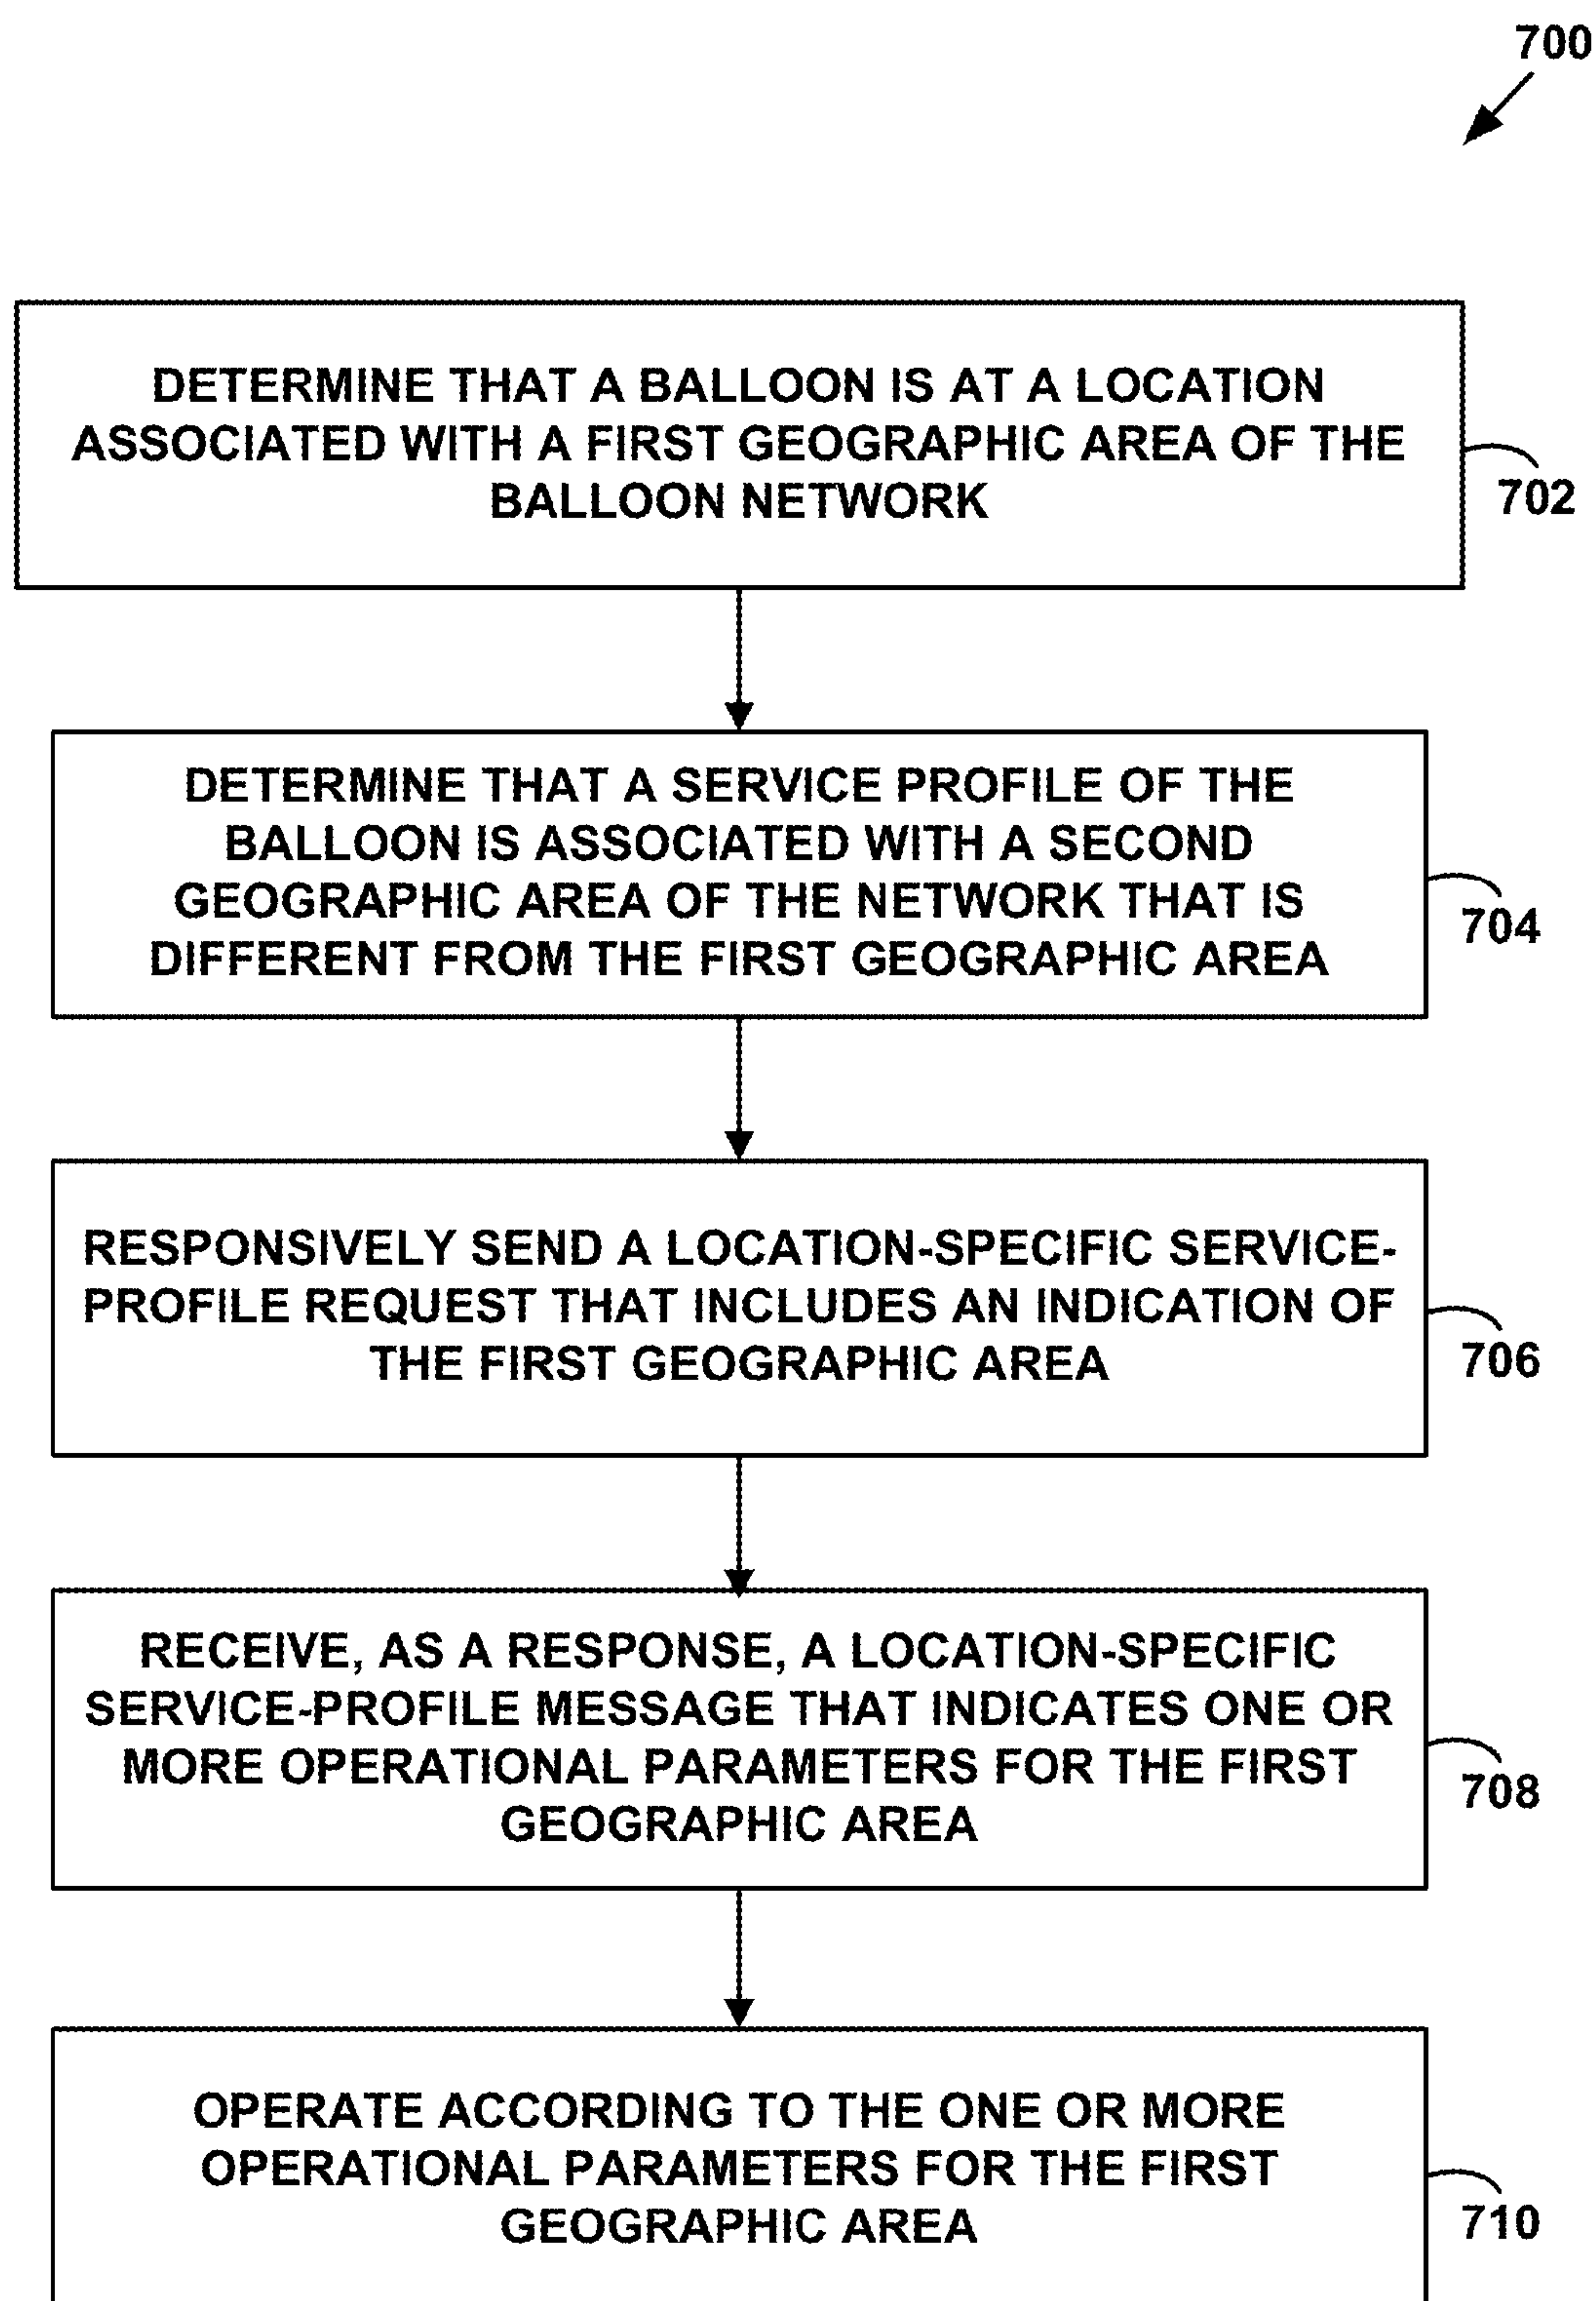 700
DETERMINE THAT A BALLOON IS AT A LOCATION
ASSOCIATED WITH A FIRST GEOGRAPHIC AREA OF THE
BALLOON NETWORK
702
DETERMINE THAT A SERVICE PROFILE OF THE
BALLOON IS ASSOCIATED WITH A SECOND
GEOGRAPHIC AREA OF THE NETWORK THAT IS
DIFFERENT FROM THE FIRST GEOGRAPHIC AREA
704
RESPONSIVELY SEND A LOCATION-SPECIFIC SERVICE-
PROFILE REQUEST THAT INCLUDES AN INDICATION OF
THE FIRST GEOGRAPHIC AREA
706
RECEIVE, AS A RESPONSE, A LOCATION-SPECIFIC
SERVICE-PROFILE MESSAGE THAT INDICATES ONE OR
MORE OPERATIONAL PARAMETERS FOR THE FIRST
GEOGRAPHIC AREA
708
OPERATE ACCORDING TO THE ONE OR MORE
OPERATIONAL PARAMETERS FOR THE FIRST
GEOGRAPHIC AREA
710